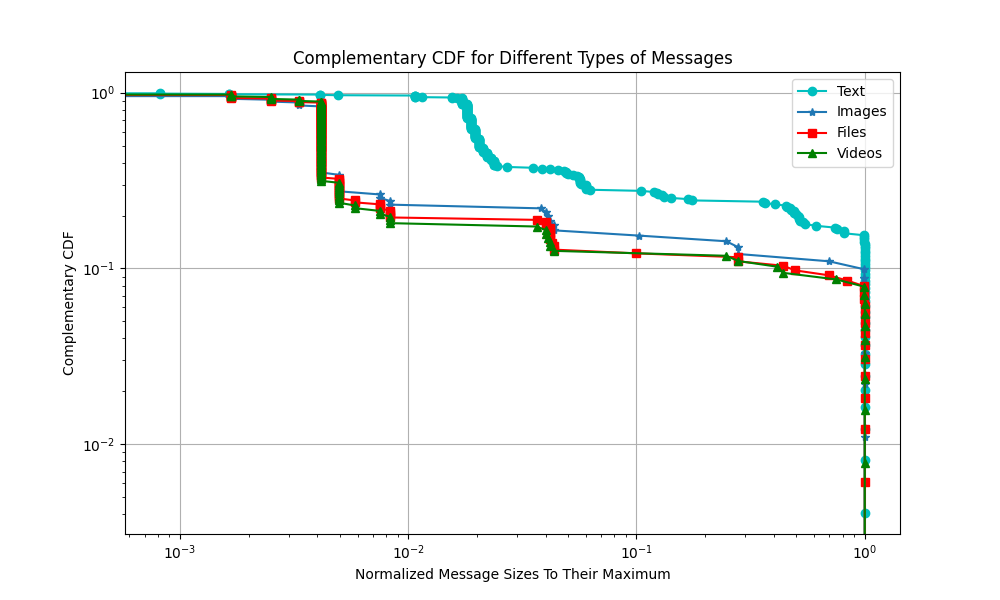 Complementary CDF for Different Types of Messages
Complementary CDF
10⁰
10⁻¹
10⁻²
Text
Images
Files
Videos
10⁻³
10⁻²
10⁻¹
10⁰
Normalized Message Sizes To Their Maximum